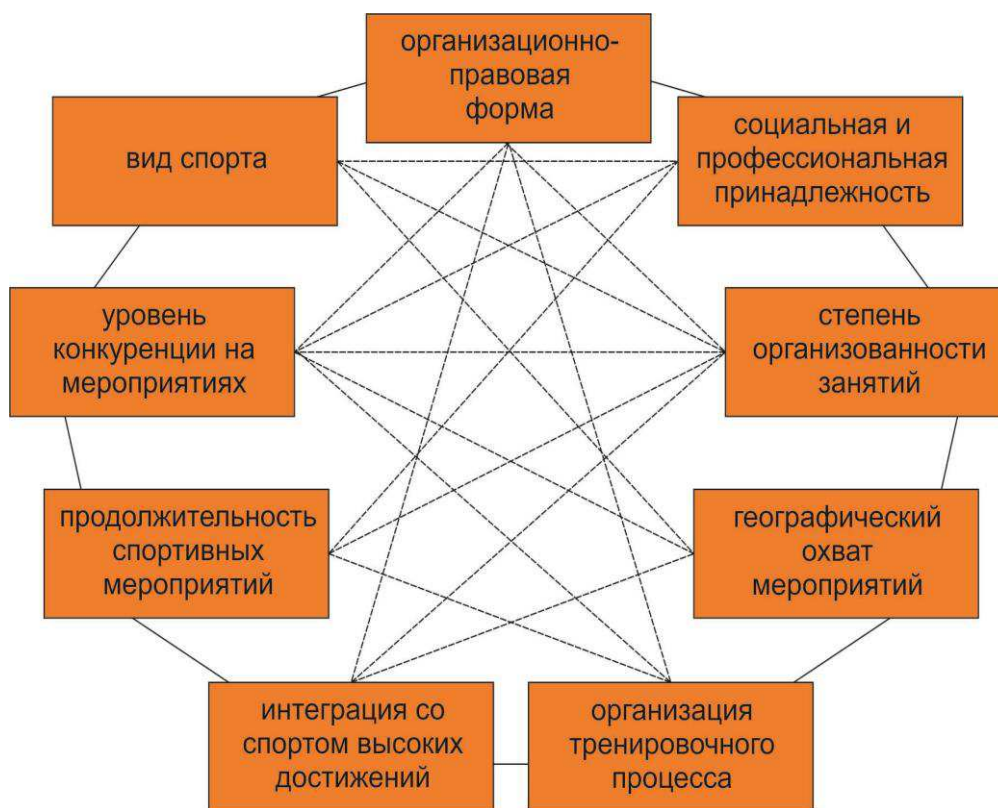 организационно-
правовая
форма
вид спорта
социальная и
профессиональная
принадлежность
уровень
конкуренции на
мероприятиях
степень
организованности
занятий
продолжительность
спортивных
мероприятий
географический
охват
мероприятий
интеграция со
спортом высоких
достижений
организация
тренировочного
процесса